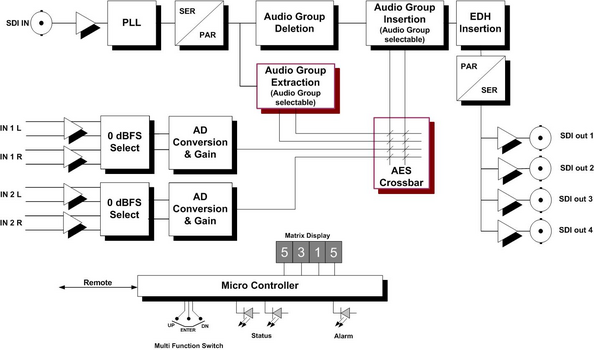 SDI IN
PLL
SER
PAR
Audio Group
Deletion
Audio Group
Insertion
(Audio Group
selectable)
EDH
Insertion
Audio Group
Extraction
(Audio Group
selectable)
PAR
SER
IN 1 L
IN 1 R
0 dBFS
Select
AD
Conversion
& Gain
AES
Crossbar
IN 2 L
IN 2 R
0 dBFS
Select
AD
Conversion
& Gain
SDI out 1
SDI out 2
SDI out 3
SDI out 4
Matrix Display
5 3 1 5
Remote
Micro Controller
UP
ENTER
DN
Multi Function Switch
Status
Alarm